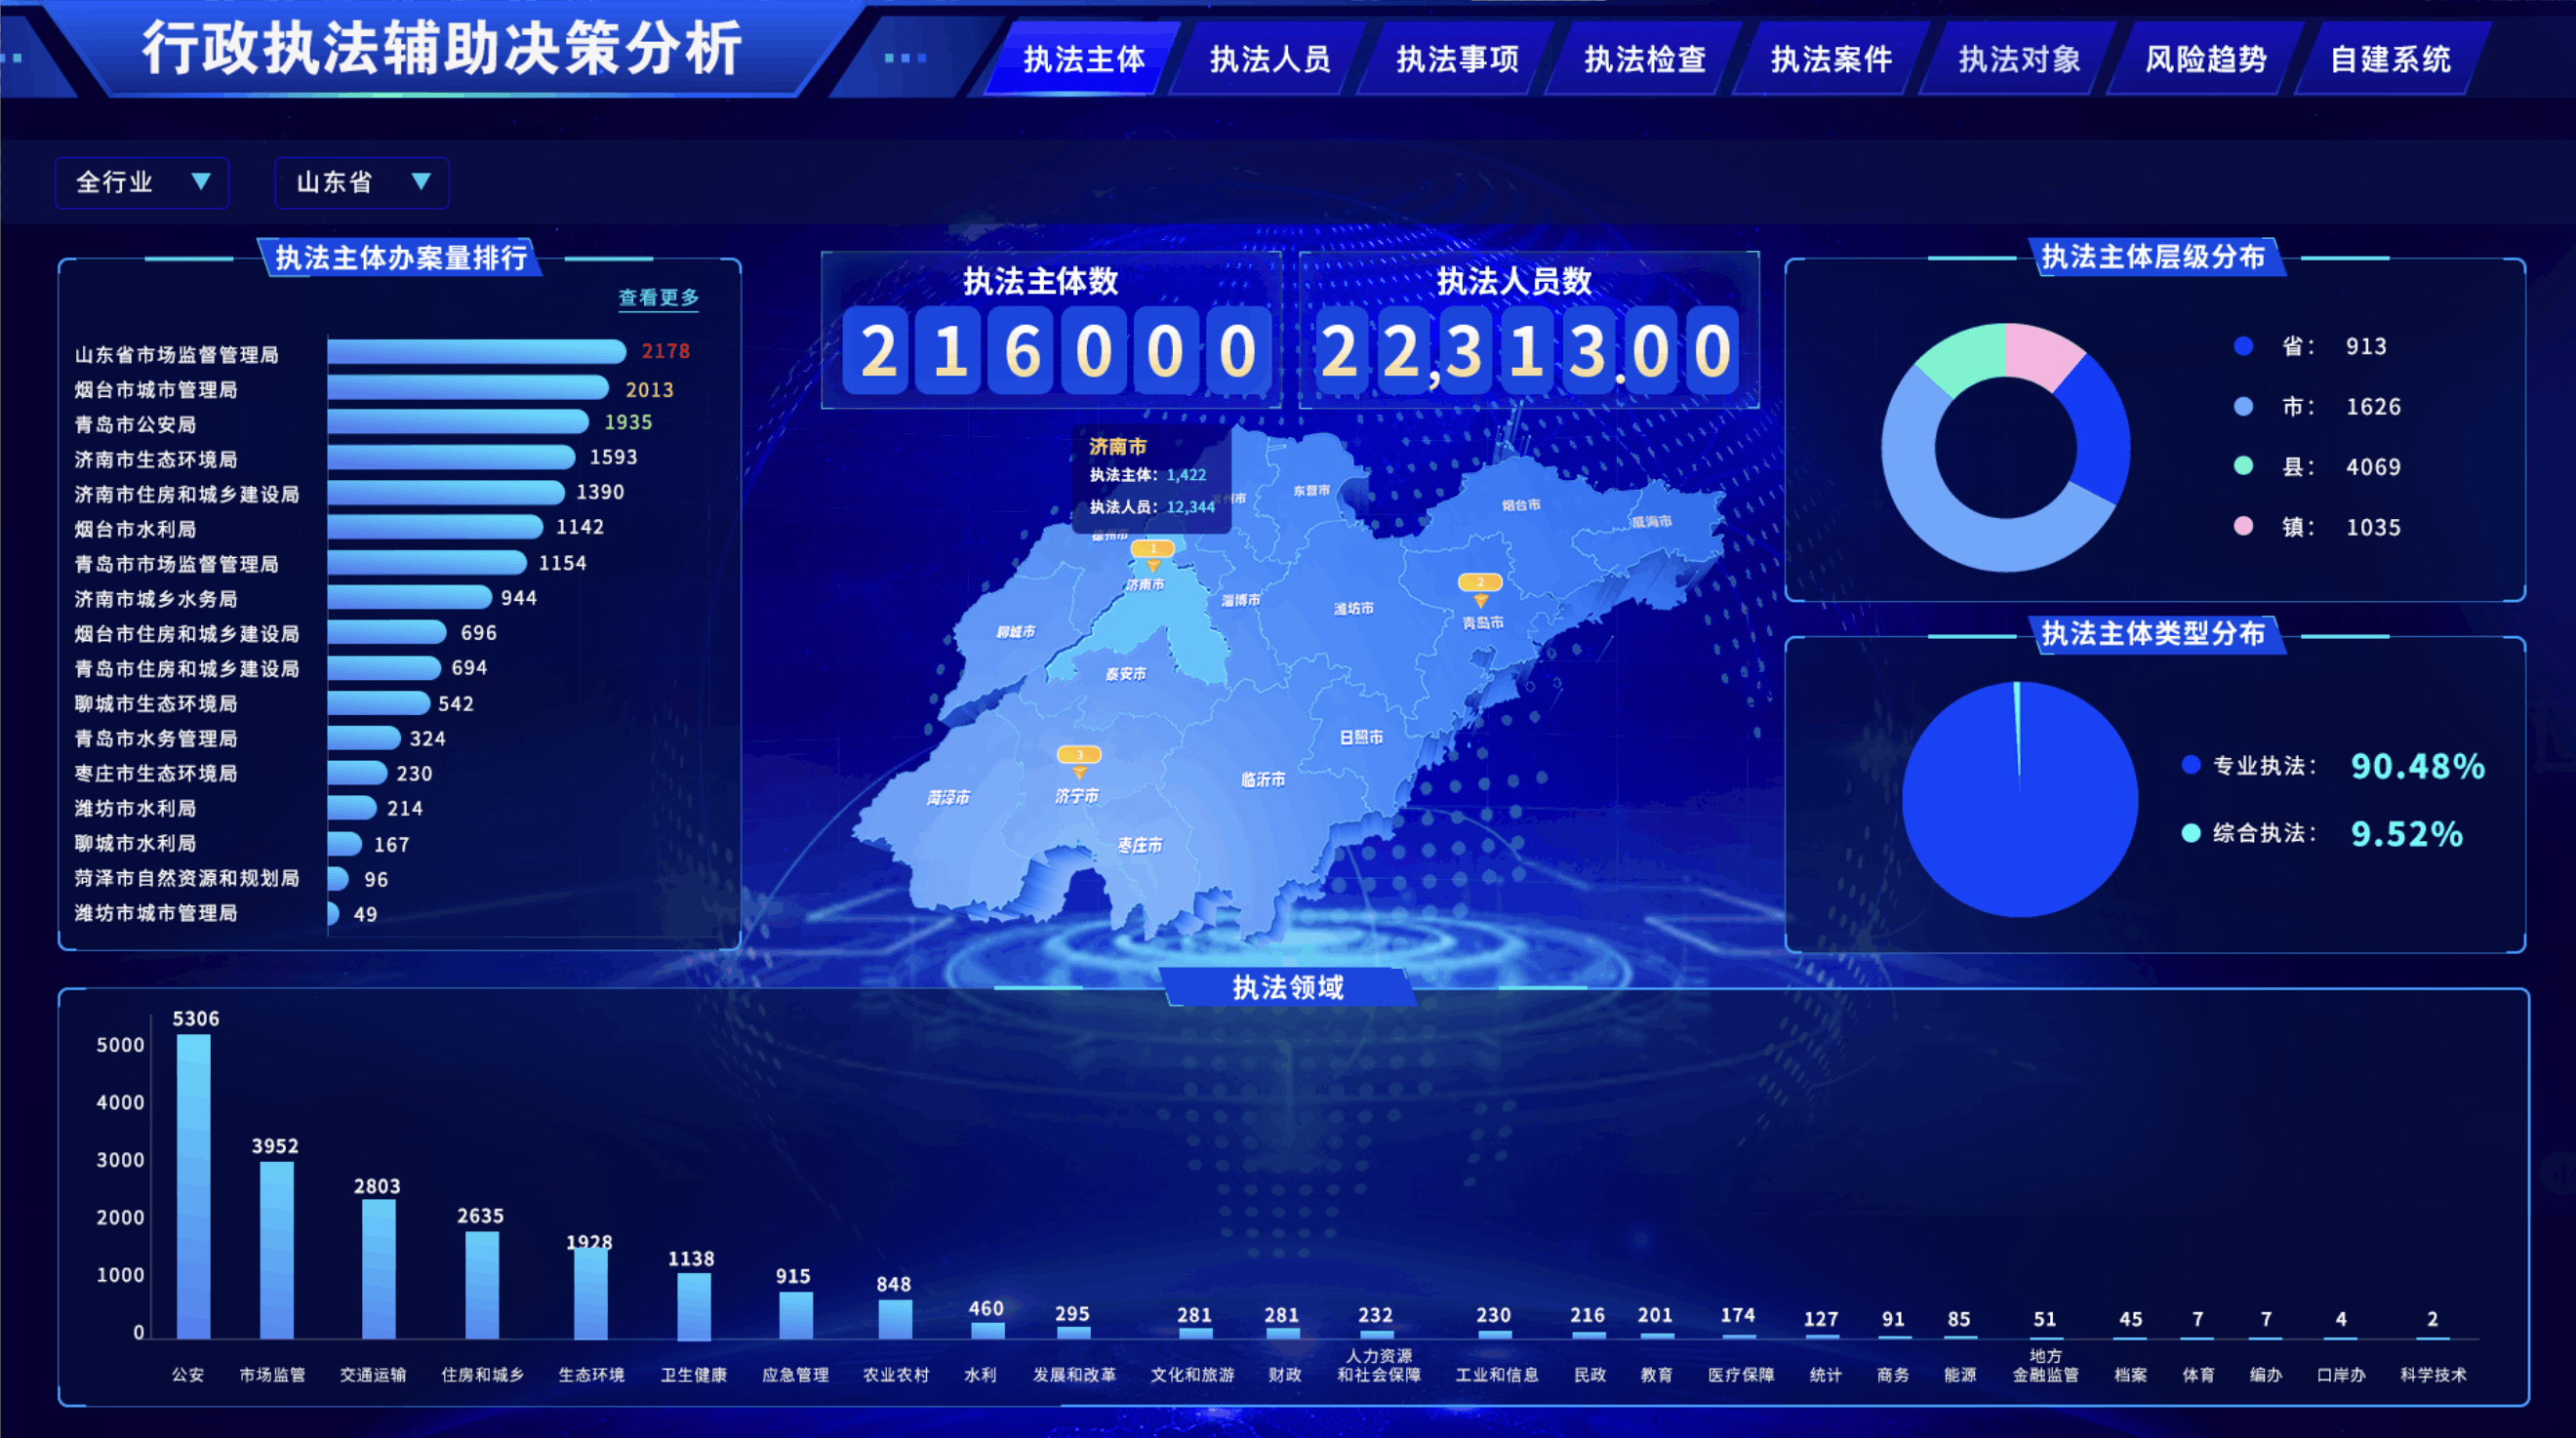 行政执法辅助决策分析
执法主体
执法人员
执法事项
执法检查
执法案件
执法对象
风险趋势
自建系统
全行业
山东省
执法主体办案量排行
查看更多
山东省市场监督管理局 2178
烟台市城市管理局 2013
青岛市公安局 1935
济南市生态环境局 1593
济南市住房和城乡建设局 1390
烟台市水利局 1142
青岛市市场监督管理局 1154
济南市城乡水务局 944
烟台市住房和城乡建设局 696
青岛市住房和城乡建设局 694
聊城市生态环境局 542
青岛市水务管理局 324
枣庄市生态环境局 230
潍坊市水利局 214
聊城市水利局 167
菏泽市自然资源和规划局 96
潍坊市城市管理局 49
执法主体数
216000
执法人员数
22,313.00
济南市
执法主体：1,422
执法人员：12,344
滨州市
东营市
烟台市
威海市
德州市
1
济南市
淄博市
潍坊市
2
青岛市
聊城市
泰安市
日照市
3
临沂市
菏泽市
济宁市
枣庄市
执法主体层级分布
省： 913
市： 1626
县： 4069
镇： 1035
执法主体类型分布
专业执法： 90.48%
综合执法： 9.52%
执法领域
5000
4000
3000
2000
1000
0
5306
3952
2803
2635
1928
1138
915
848
460
295
281
281
232
230
216
201
174
127
91
85
51
45
7
7
4
2
公安
市场监管
交通运输
住房和城乡
生态环境
卫生健康
应急管理
农业农村
水利
发展和改革
文化和旅游
财政
人力资源
和社会保障
工业和信息
民政
教育
医疗保障
统计
商务
能源
地方
金融监管
档案
体育
编办
口岸办
科学技术